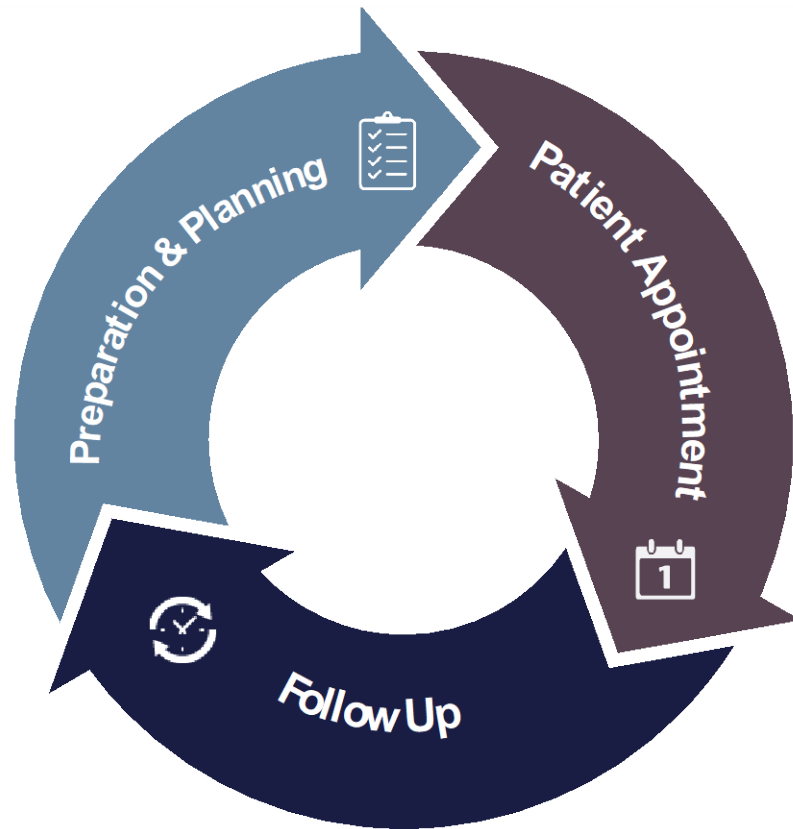 Preparation & Planning
Patient Appointment
1
Follow Up